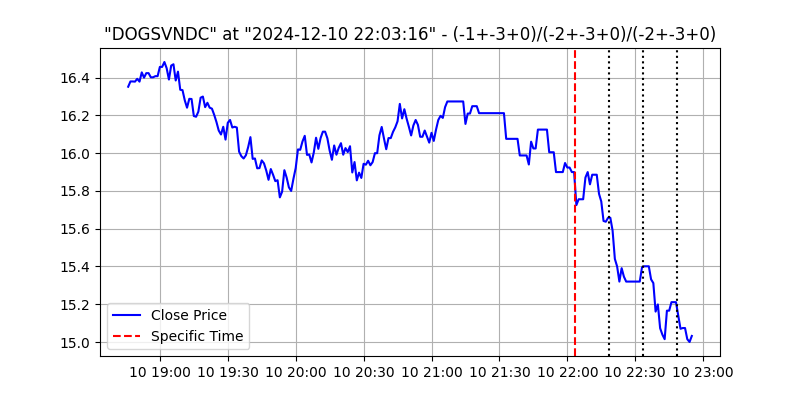 "DOGSVNDC" at "2024-12-10 22:03:16" - (-1+-3+0)/(-2+-3+0)/(-2+-3+0)
16.4
16.2
16.0
15.8
15.6
15.4
15.2
15.0
Close Price
Specific Time
10 19:00 10 19:30 10 20:00 10 20:30 10 21:00 10 21:30 10 22:00 10 22:30 10 23:00